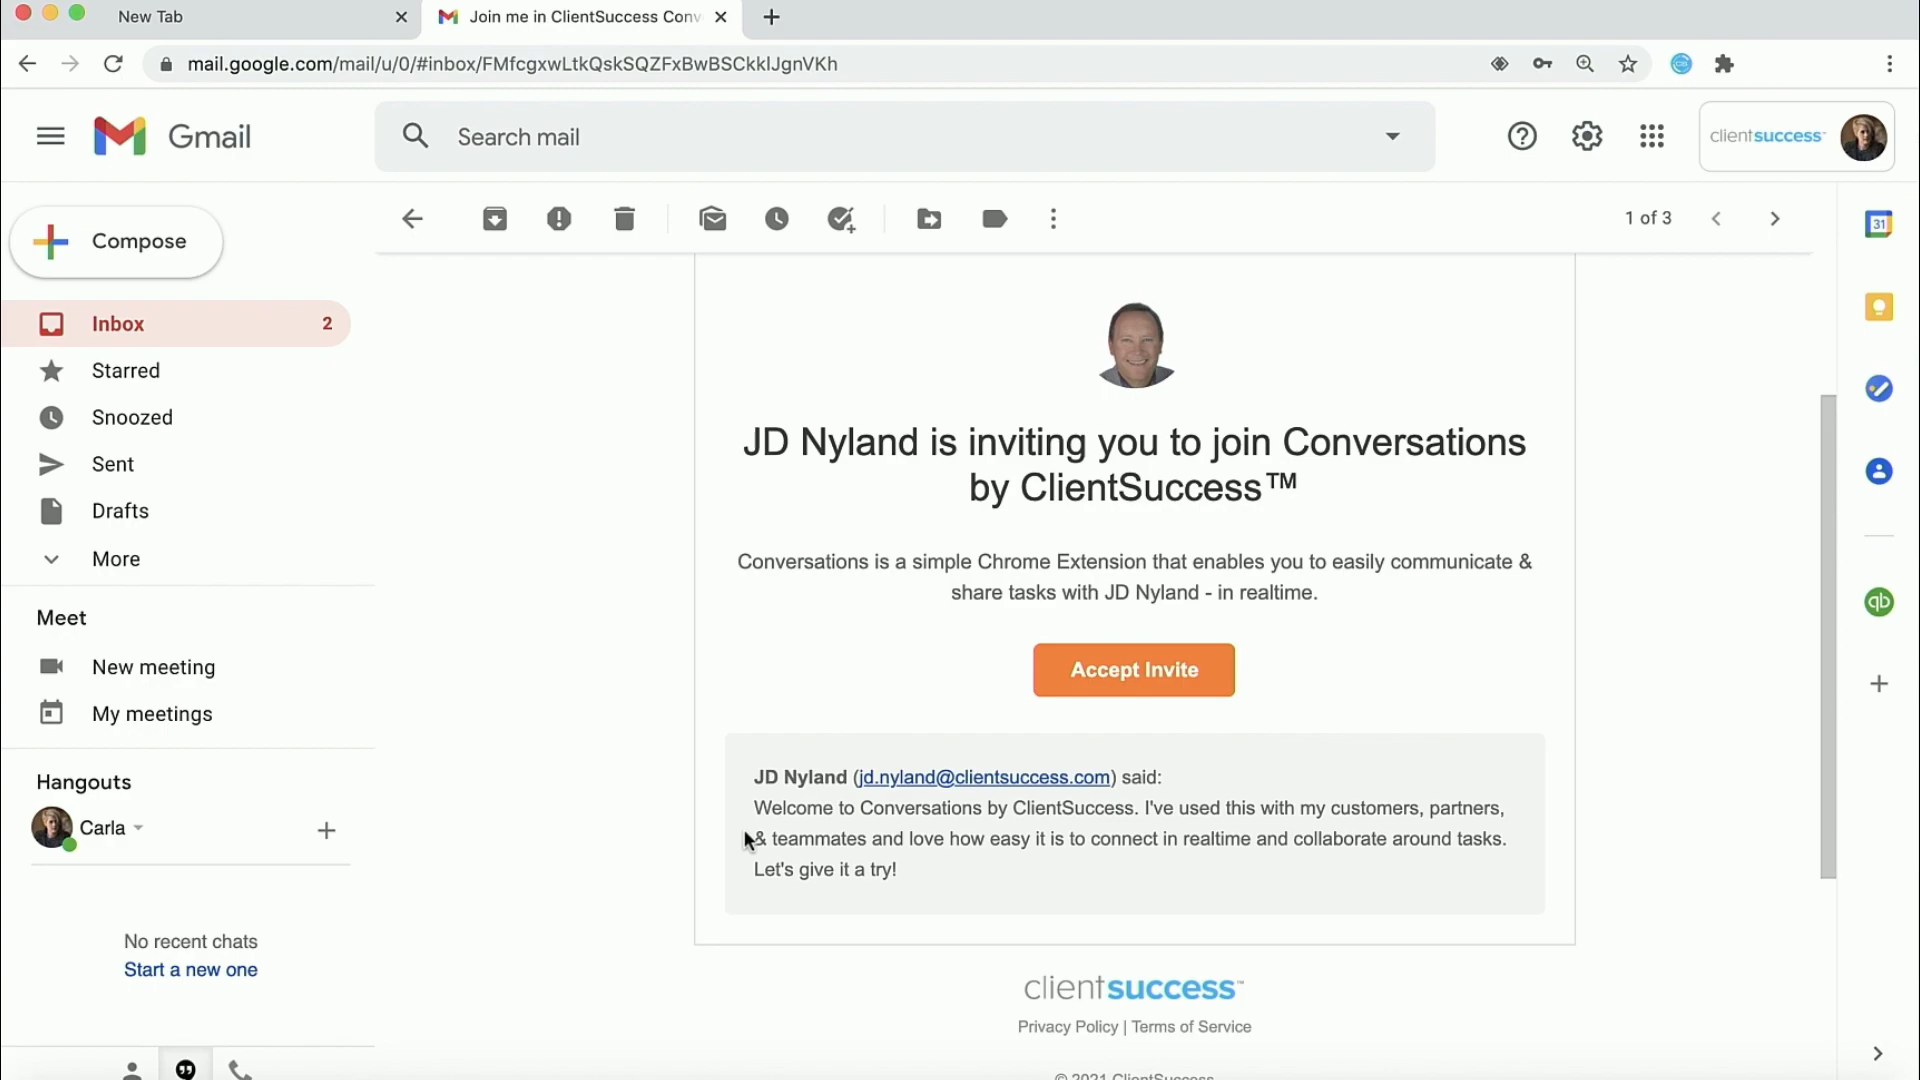 New Tab
Join me in ClientSuccess Conv
mail.google.com/mail/u/0/#inbox/FMfcgxwLtkQskSQZFxBwBSCkklJgnVKh
Gmail
Search mail
clientsuccess
Compose
1 of 3
31
Inbox 2
Starred
Snoozed
Sent
Drafts
More
Meet
New meeting
My meetings
Hangouts
Carla
No recent chats
Start a new one
JD Nyland is inviting you to join Conversations
by ClientSuccess™
Conversations is a simple Chrome Extension that enables you to easily communicate &
share tasks with JD Nyland - in realtime.
Accept Invite
JD Nyland (jd.nyland@clientsuccess.com) said:
Welcome to Conversations by ClientSuccess. I've used this with my customers, partners,
& teammates and love how easy it is to connect in realtime and collaborate around tasks.
Let's give it a try!
clientsuccess™
Privacy Policy | Terms of Service
© 2021 ClientSuccess
qb